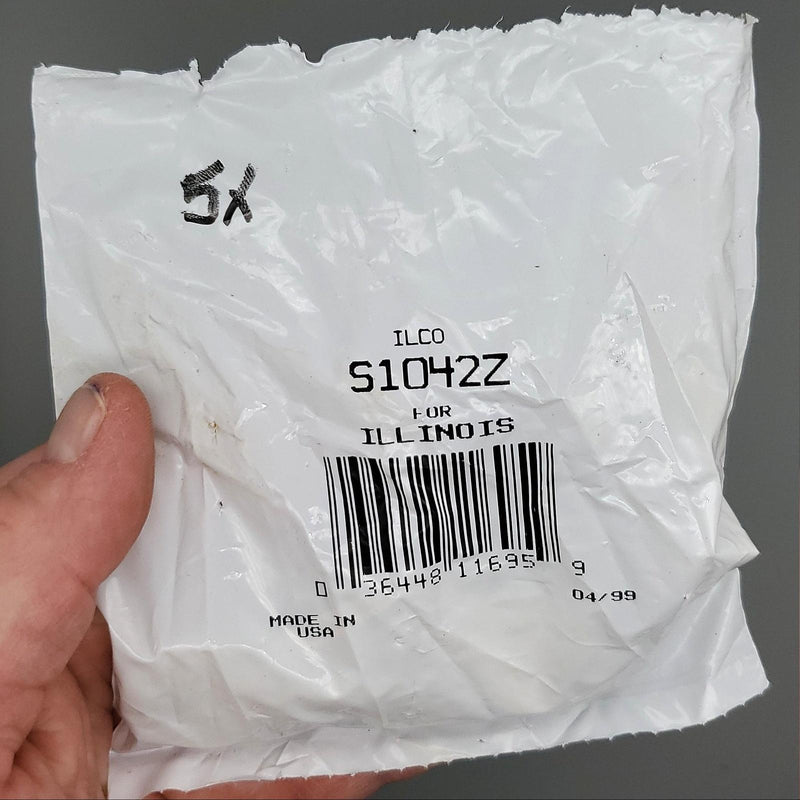 5X
ILCO
S1042Z
FOR
ILLINOIS
0 36448 11695 9
04/99
MADE IN
USA